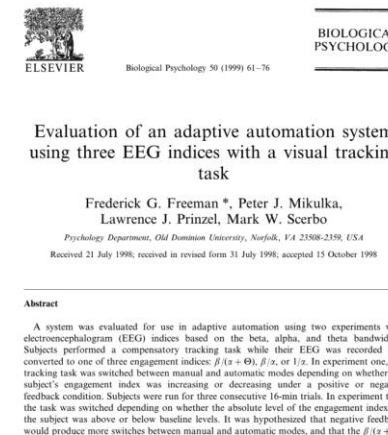 BIOLOGICA
PSYCHOLOG
ELSEVIER
Biological Psychology 50 (1999) 61–76
Evaluation of an adaptive automation system
using three EEG indices with a visual trackin
task
Frederick G. Freeman *, Peter J. Mikulka,
Lawrence J. Prinzel, Mark W. Scerbo
Psychology Department, Old Dominion University, Norfolk, VA 23508-2359, USA
Received 21 July 1998; received in revised form 31 July 1998; accepted 15 October 1998
Abstract
A system was evaluated for use in adaptive automation using two experiments
electroencephalogram (EEG) indices based on the beta, alpha, and theta bandwid
Subjects performed a compensatory tracking task while their EEG was recorded
converted to one of three engagement indices: β/(α + Θ), β/α, or 1/α. In experiment one,
tracking task was switched between manual and automatic modes depending on whether
subject's engagement index was increasing or decreasing under a positive or nega
feedback condition. Subjects were run for three consecutive 16-min trials. In experiment t
the task was switched depending on whether the absolute level of the engagement index
the subject was above or below baseline levels. It was hypothesized that negative feedb
would produce more switches between manual and automatic modes, and that the β/(α +